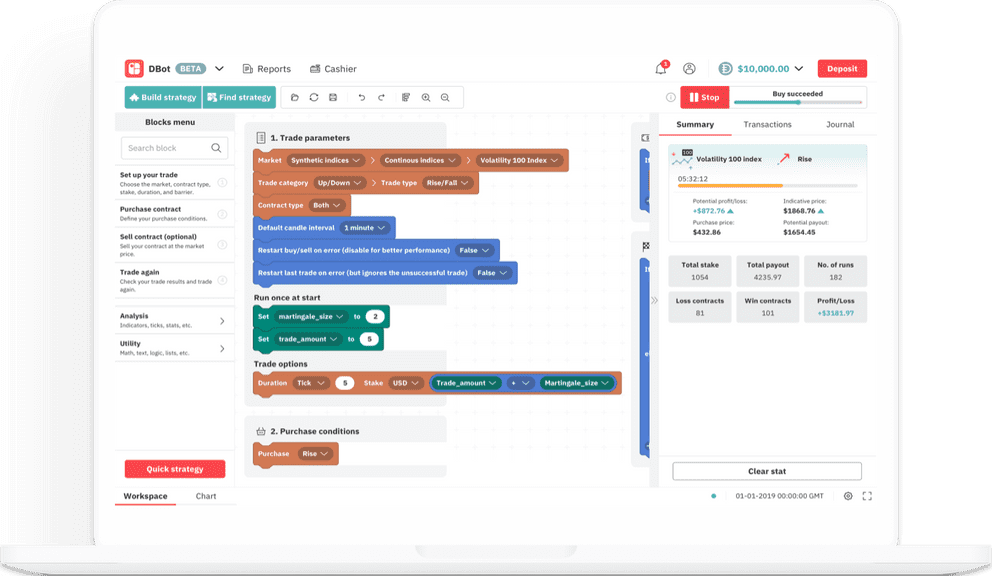 DBot BETA Reports Cashier 1 $10,000.00 Deposit
Build strategy Find strategy Stop Buy succeeded
Blocks menu
Search block
Set up your trade
Choose the market, contract type,
stake, duration, and barrier.
Purchase contract
Define your purchase conditions.
Sell contract (optional)
Sell your contract at the market
price.
Trade again
Check your trade results and trade
again.
Analysis
Indicators, ticks, stats, etc.
Utility
Math, text, logic, lists, etc.
Quick strategy
Workspace Chart
1. Trade parameters
Market Synthetic indices Continous indices Volatility 100 Index
Trade category Up/Down Trade type Rise/Fall
Contract type Both
Default candle interval 1 minute
Restart buy/sell on error (disable for better performance) False
Restart last trade on error (but ignores the unsuccessful trade) False
Run once at start
Set martingale_size to 2
Set trade_amount to 5
Trade options
Duration Tick 5 Stake USD Trade_amount + Martingale_size
2. Purchase conditions
Purchase Rise
Summary Transactions Journal
100 Volatility 100 index Rise
05:32:12
Potential profit/loss: Indicative price:
+$872.76 $1868.76
Purchase price: Potential payout:
$432.86 $1654.45
Total stake Total payout No. of runs
1054 4235.97 182
Loss contracts Win contracts Profit/Loss
81 101 +$3181.97
Clear stat
01-01-2019 00:00:00 GMT